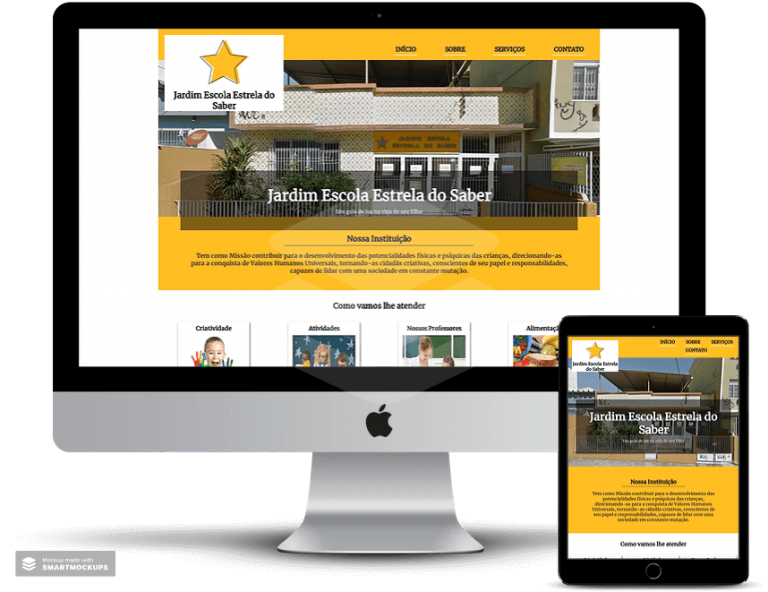 Jardim Escola Estrela do
Saber
INÍCIO SOBRE SERVIÇOS CONTATO
JARDIM ESCOLA
ESTRELA DO SABER
Jardim Escola Estrela do Saber
Um guia de luz na vida do seu filho
Nossa Instituição
Tem como Missão contribuir para o desenvolvimento das potencialidades físicas e psíquicas das crianças, direcionando-as
para a conquista de Valores Humanos Universais, tornando-as cidadãs criativas, conscientes de seu papel e responsabilidades,
capazes de lidar com uma sociedade em constante mutação.
Como vamos lhe atender
Criatividade Atividades Nossos Professores
Jardim Escola Estrela
do Saber
INÍCIO SOBRE SERVIÇOS
CONTATO
Jardim Escola Estrela do
Saber
Um guia de luz na vida do seu filho
Nossa Instituição
Tem como Missão contribuir para o desenvolvimento das
potencialidades físicas e psíquicas das crianças,
direcionando-as para a conquista de Valores Humanos
Universais, tornando-as cidadãs criativas, conscientes de
seu papel e responsabilidades, capazes de lidar com uma
sociedade em constante mutação.
Como vamos lhe atender
Mockup made with
SMARTMOCKUPS